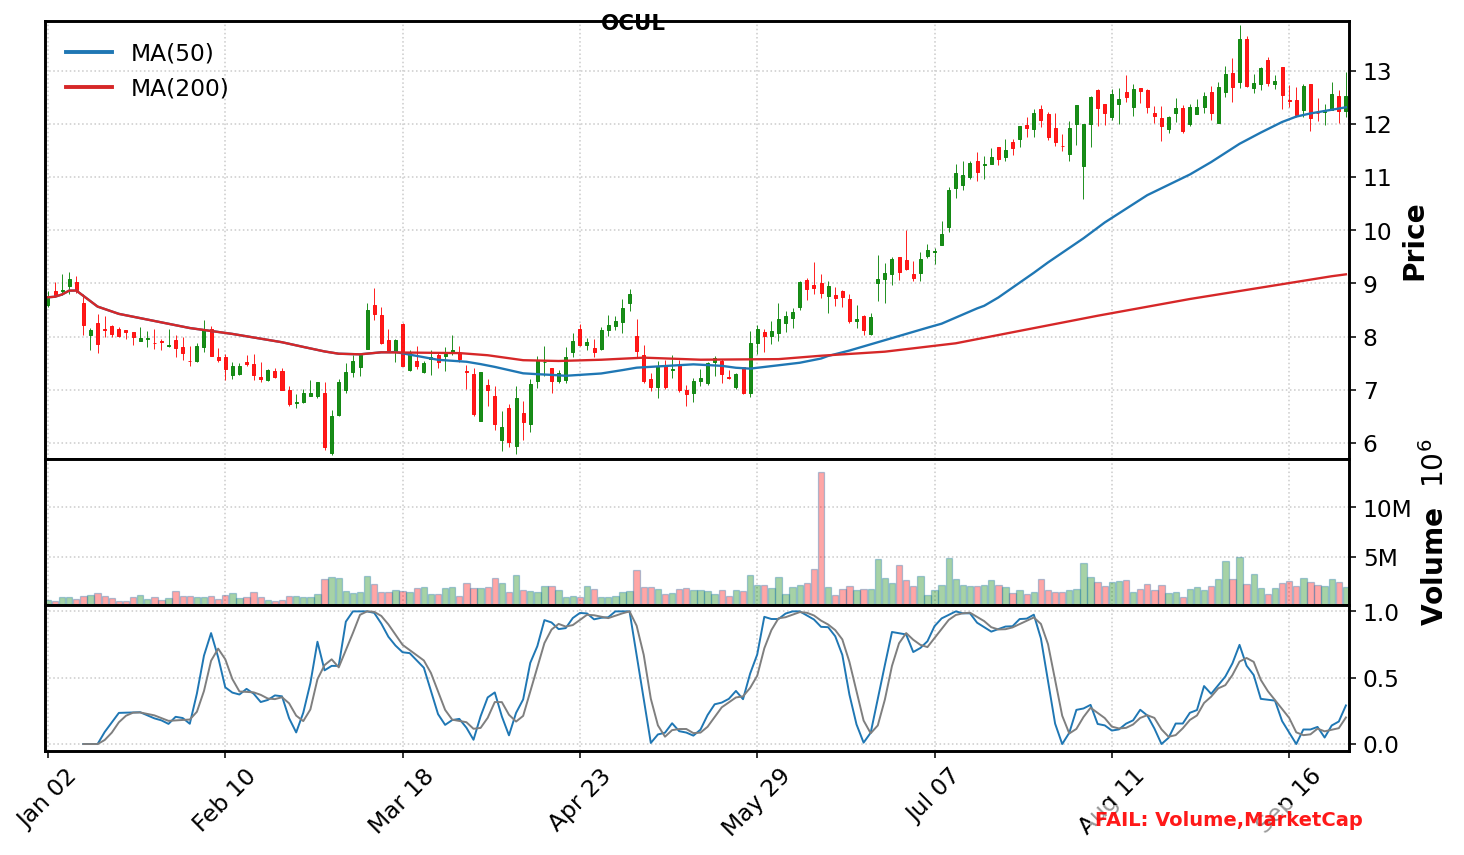 OCUL
MA(50)
MA(200)
13
12
11
10
9
8
7
6
Price
10M
5M
Volume 10⁶
1.0
0.5
0.0
Jan 02
Feb 10
Mar 18
Apr 23
May 29
Jul 07
Aug 11
Sep 16
FAIL: Volume,MarketCap